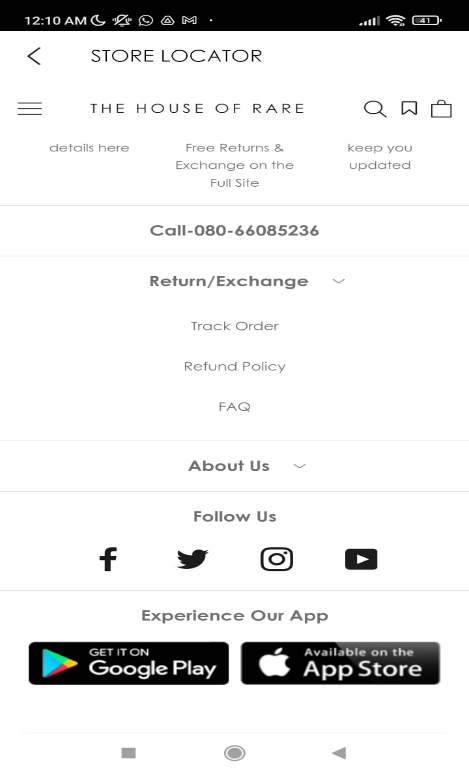 12:10 AM
41
STORE LOCATOR
THE HOUSE OF RARE
details here
Free Returns &
Exchange on the
Full Site
keep you
updated
Call-080-66085236
Return/Exchange
Track Order
Refund Policy
FAQ
About Us
Follow Us
Experience Our App
GET IT ON
Google Play
Available on the
App Store